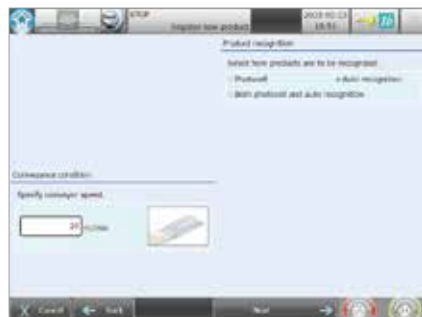 STOP
Register new product
Product recognition
Select how products are to be recognized.
Photocell
Auto recognition
Both photocell and auto recognition
Conveyance condition
Specify conveyor speed.
20 m/min
Cancel
Back
Next